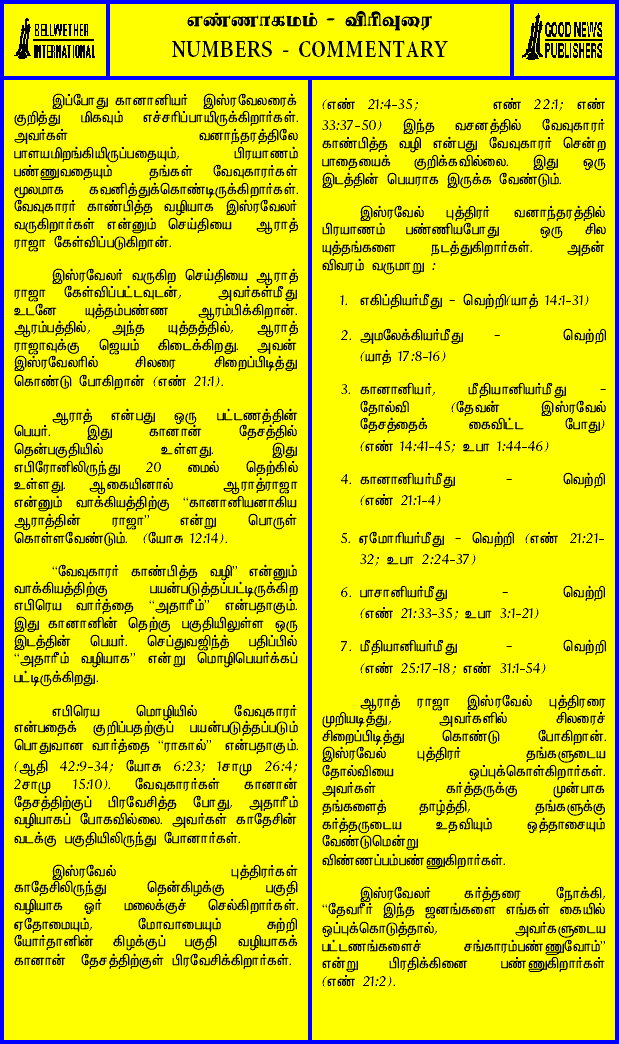 BELLWETHER
INTERNATIONAL
எண்ணாகமம் - விரிவுரை
NUMBERS - COMMENTARY
GOOD NEWS
PUBLISHERS
இப்போது கானானியர் இஸ்ரவேலரைக்
குறித்து மிகவும் எச்சரிப்பாயிருக்கிறார்கள்.
அவர்கள் வனாந்தரத்திலே
பாளயமிறங்கியிருப்பதையும், பிரயாணம்
பண்ணுவதையும் தங்கள் வேவுகாரர்கள்
மூலமாக கவனித்துக்கொண்டிருக்கிறார்கள்.
வேவுகாரர் காண்பித்த வழியாக இஸ்ரவேலர்
வருகிறார்கள் என்னும் செய்தியை ஆராத்
ராஜா கேள்விப்படுகிறான்.
இஸ்ரவேலர் வருகிற செய்தியை ஆராத்
ராஜா கேள்விப்பட்டவுடன், அவர்கள்மீது
உடனே யுத்தம்பண்ண ஆரம்பிக்கிறான்.
ஆரம்பத்தில், அந்த யுத்தத்தில், ஆராத்
ராஜாவுக்கு ஜெயம் கிடைக்கிறது. அவன்
இஸ்ரவேலரில் சிலரை சிறைப்பிடித்து
கொண்டு போகிறான் (எண் 21:1).
ஆராத் என்பது ஒரு பட்டணத்தின்
பெயர். இது கானான் தேசத்தில்
தென்பகுதியில் உள்ளது. இது
எபிரோனிலிருந்து 20 மைல் தெற்கில்
உள்ளது. ஆகையினால் ஆராத்ராஜா
என்னும் வாக்கியத்திற்கு "கானானியனாகிய
ஆராத்தின் ராஜா" என்று பொருள்
கொள்ளவேண்டும். (யோசு 12:14).
"வேவுகாரர் காண்பித்த வழி" என்னும்
வாக்கியத்திற்கு பயன்படுத்தப்பட்டிருக்கிற
எபிரெய வார்த்தை "அதாரீம்" என்பதாகும்.
இது கானானின் தெற்கு பகுதியிலுள்ள ஒரு
இடத்தின் பெயர். செப்துவஜிந்த் பதிப்பில்
"அதாரீம் வழியாக" என்று மொழிபெயர்க்கப்
பட்டிருக்கிறது.
எபிரெய மொழியில் வேவுகாரர்
என்பதைக் குறிப்பதற்குப் பயன்படுத்தப்படும்
பொதுவான வார்த்தை "ராகால்" என்பதாகும்.
(ஆதி 42:9-34; யோசு 6:23; 1சாமு 26:4;
2சாமு 15:10). வேவுகாரர்கள் கானான்
தேசத்திற்குப் பிரவேசித்த போது, அதாரீம்
வழியாகப் போகவில்லை. அவர்கள் காதேசின்
வடக்கு பகுதியிலிருந்து போனார்கள்.
இஸ்ரவேல் புத்திரர்கள்
காதேசிலிருந்து தென்கிழக்கு பகுதி
வழியாக ஓர் மலைக்குச் செல்கிறார்கள்.
ஏதோமையும், மோவாபையும் சுற்றி
யோர்தானின் கிழக்குப் பகுதி வழியாகக்
கானான் தேசத்திற்குள் பிரவேசிக்கிறார்கள்.
(எண் 21:4-35; எண் 22:1; எண்
33:37-50) இந்த வசனத்தில் வேவுகாரர்
காண்பித்த வழி என்பது வேவுகாரர் சென்ற
பாதையைக் குறிக்கவில்லை. இது ஒரு
இடத்தின் பெயராக இருக்க வேண்டும்.
இஸ்ரவேல் புத்திரர் வனாந்தரத்தில்
பிரயாணம் பண்ணியபோது ஒரு சில
யுத்தங்களை நடத்துகிறார்கள். அதன்
விவரம் வருமாறு :
1. எகிப்தியர்மீது - வெற்றி(யாத் 14:1-31)
2. அமலேக்கியர்மீது - வெற்றி
(யாத் 17:8-16)
3. கானானியர், மீதியானியர்மீது -
தோல்வி (தேவன் இஸ்ரவேல்
தேசத்தைக் கைவிட்ட போது)
(எண் 14:41-45; உபா 1:44-46)
4. கானானியர்மீது - வெற்றி
(எண் 21:1-4)
5. ஏமோரியர்மீது - வெற்றி (எண் 21:21-
32; உபா 2:24-37)
6. பாசானியர்மீது - வெற்றி
(எண் 21:33-35; உபா 3:1-21)
7. மீதியானியர்மீது - வெற்றி
(எண் 25:17-18; எண் 31:1-54)
ஆராத் ராஜா இஸ்ரவேல் புத்திரரை
முறியடித்து, அவர்களில் சிலரைச்
சிறைப்பிடித்து கொண்டு போகிறான்.
இஸ்ரவேல் புத்திரர் தங்களுடைய
தோல்வியை ஒப்புக்கொள்கிறார்கள்.
அவர்கள் கர்த்தருக்கு முன்பாக
தங்களைத் தாழ்த்தி, தங்களுக்கு
கர்த்தருடைய உதவியும் ஒத்தாசையும்
வேண்டுமென்று
விண்ணப்பம்பண்ணுகிறார்கள்.
இஸ்ரவேலர் கர்த்தரை நோக்கி,
"தேவரீர் இந்த ஜனங்களை எங்கள் கையில்
ஒப்புக்கொடுத்தால், அவர்களுடைய
பட்டணங்களைச் சங்காரம்பண்ணுவோம்"
என்று பிரதிக்கினை பண்ணுகிறார்கள்
(எண் 21:2).